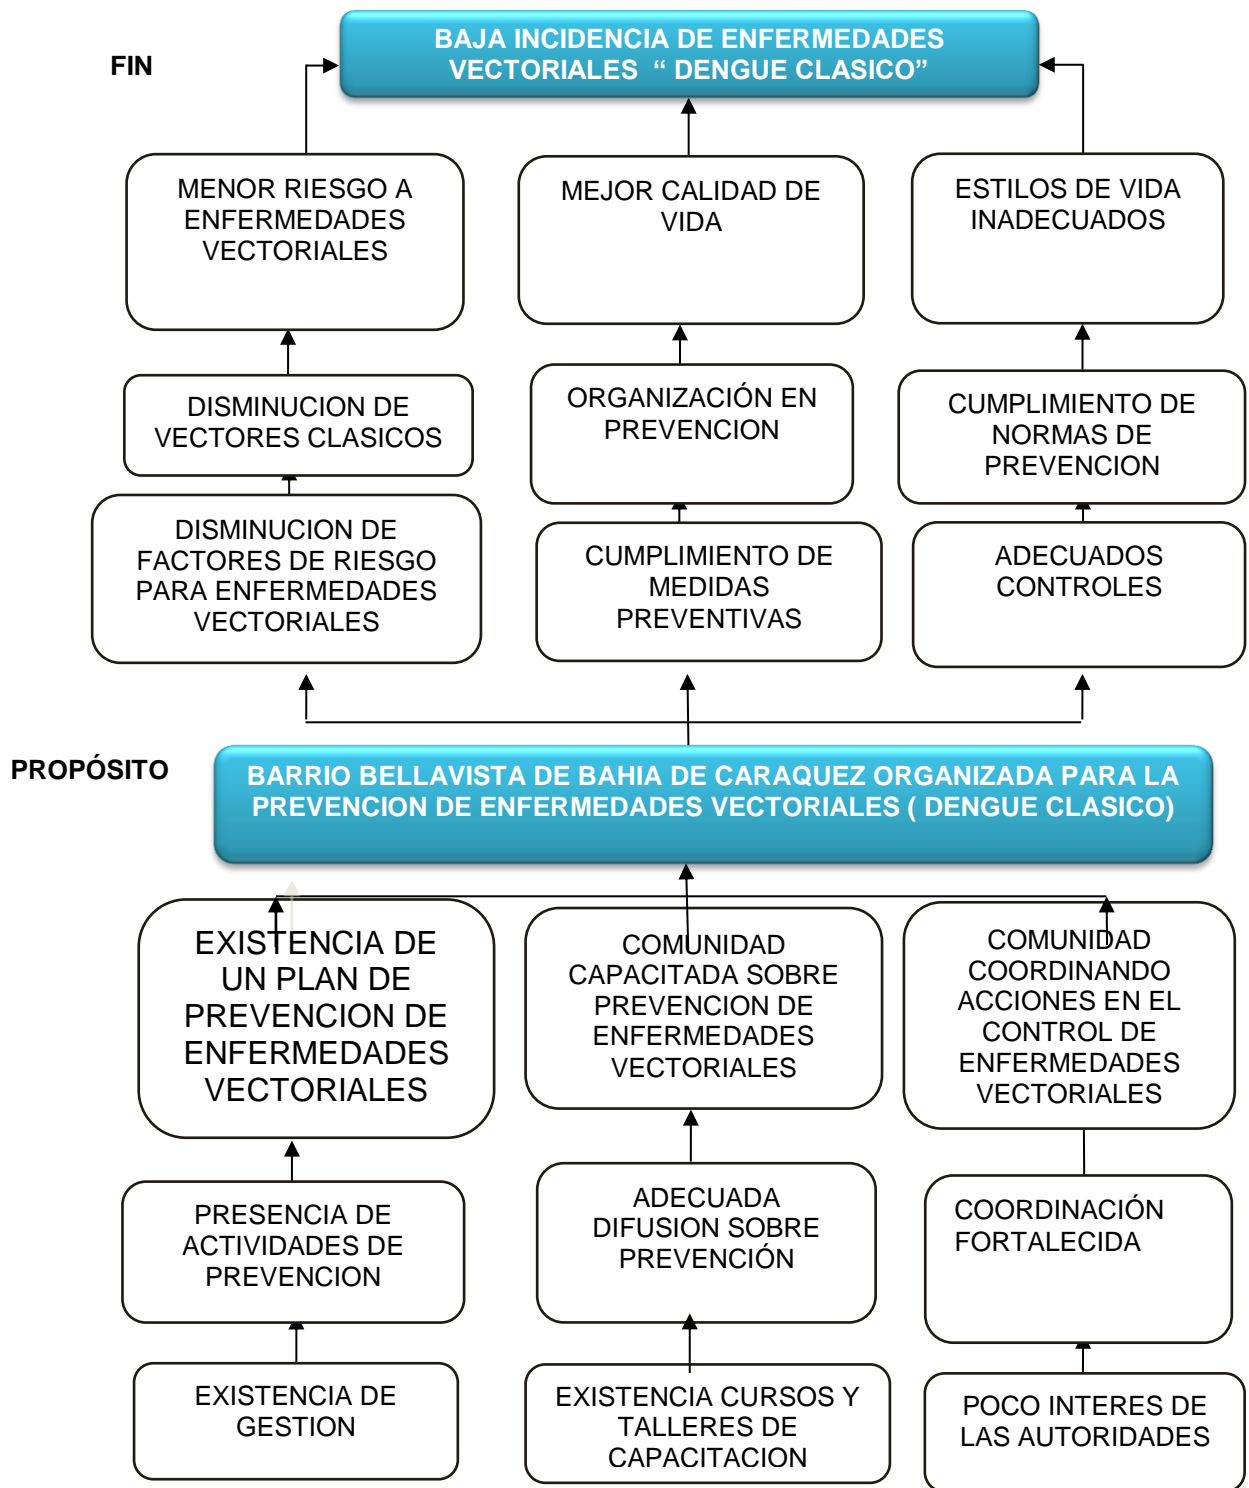 FIN
BAJA INCIDENCIA DE ENFERMEDADES
VECTORIALES “ DENGUE CLASICO”
MENOR RIESGO A
ENFERMEDADES
VECTORIALES
MEJOR CALIDAD DE
VIDA
ESTILOS DE VIDA
INADECUADOS
DISMINUCION DE
VECTORES CLASICOS
ORGANIZACIÓN EN
PREVENCION
CUMPLIMIENTO DE
NORMAS DE
PREVENCION
DISMINUCION DE
FACTORES DE RIESGO
PARA ENFERMEDADES
VECTORIALES
CUMPLIMIENTO DE
MEDIDAS
PREVENTIVAS
ADECUADOS
CONTROLES
PROPÓSITO
BARRIO BELLAVISTA DE BAHIA DE CARAQUEZ ORGANIZADA PARA LA
PREVENCION DE ENFERMEDADES VECTORIALES ( DENGUE CLASICO)
EXISTENCIA DE
UN PLAN DE
PREVENCION DE
ENFERMEDADES
VECTORIALES
COMUNIDAD
CAPACITADA SOBRE
PREVENCION DE
ENFERMEDADES
VECTORIALES
COMUNIDAD
COORDINANDO
ACCIONES EN EL
CONTROL DE
ENFERMEDADES
VECTORIALES
PRESENCIA DE
ACTIVIDADES DE
PREVENCION
ADECUADA
DIFUSION SOBRE
PREVENCIÓN
COORDINACIÓN
FORTALECIDA
EXISTENCIA DE
GESTION
EXISTENCIA CURSOS Y
TALLERES DE
CAPACITACION
POCO INTERES DE
LAS AUTORIDADES